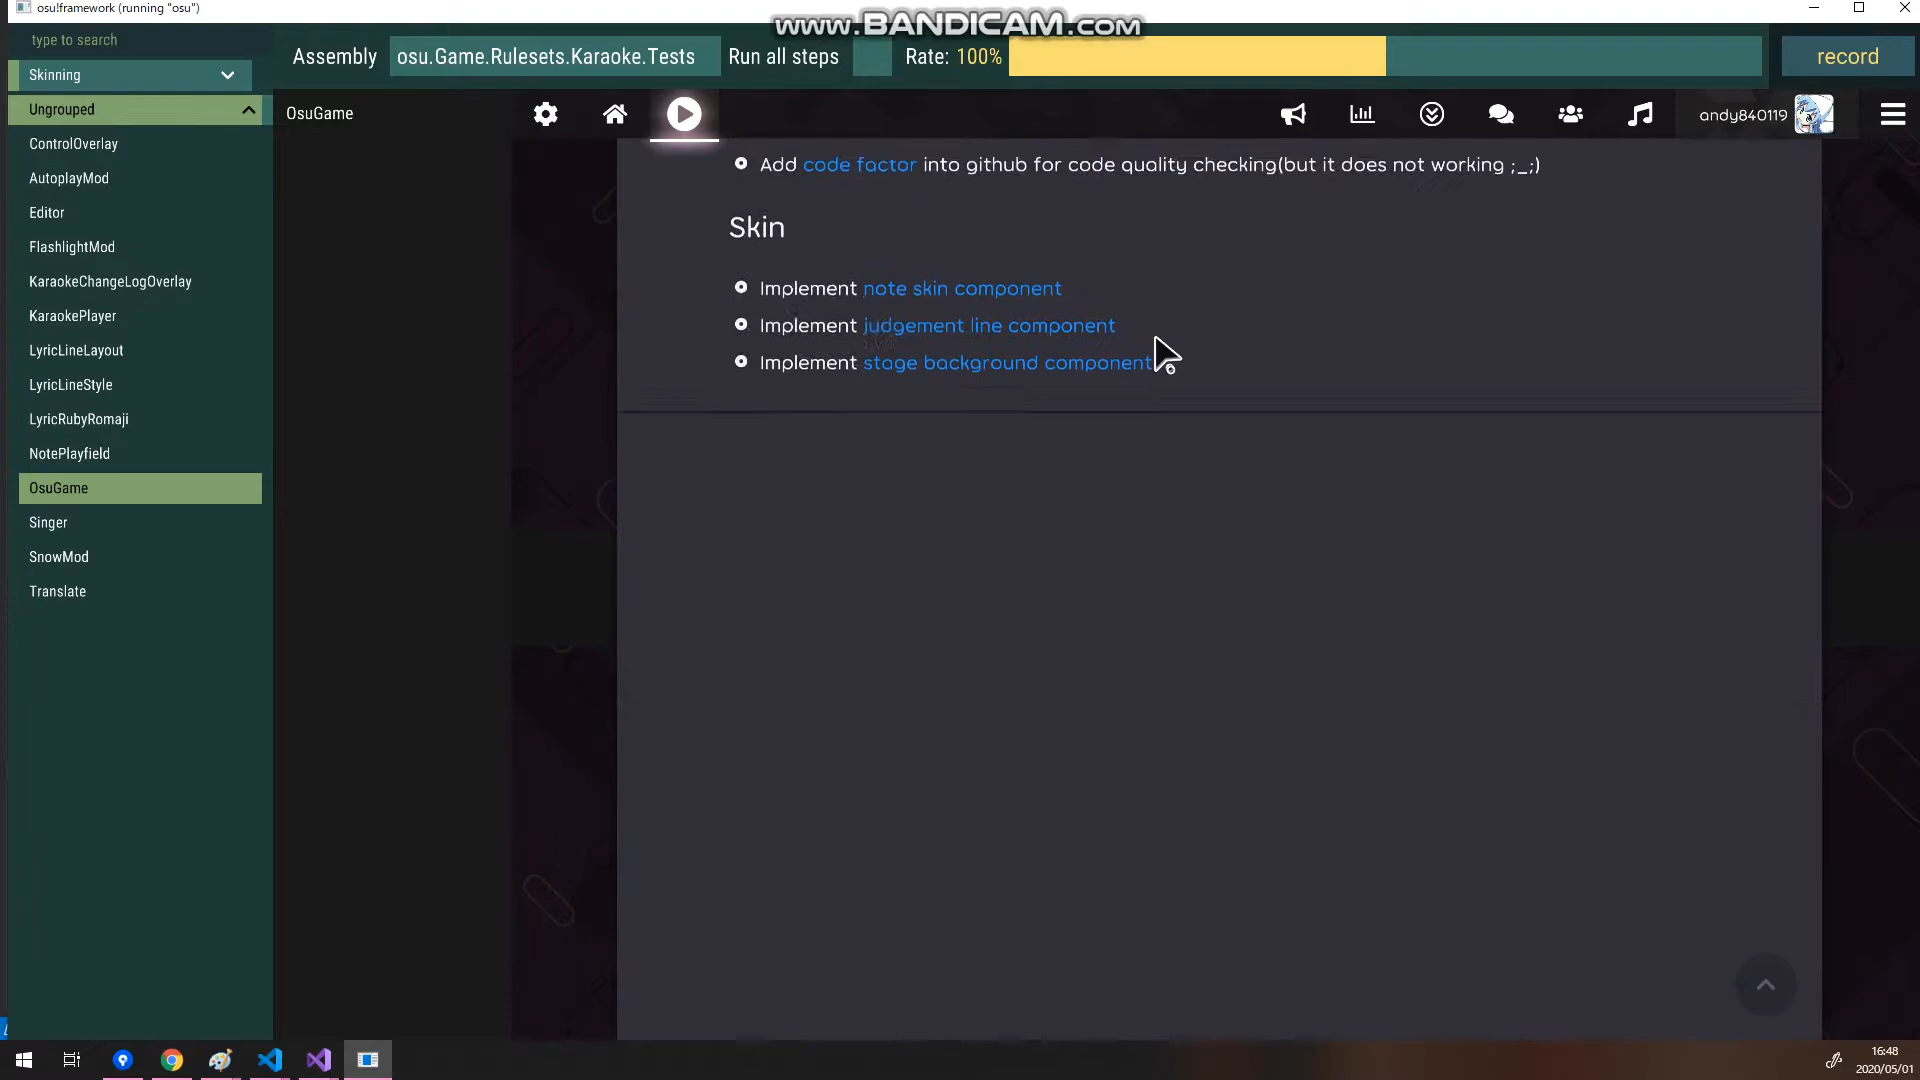 osu!framework (running "osu")
www.BANDICAM.com
type to search
Assembly osu.Game.Rulesets.Karaoke.Tests Run all steps Rate: 100% record
Skinning
Ungrouped
ControlOverlay
AutoplayMod
Editor
FlashlightMod
KaraokeChangeLogOverlay
KaraokePlayer
LyricLineLayout
LyricLineStyle
LyricRubyRomaji
NotePlayfield
OsuGame
Singer
SnowMod
Translate
OsuGame
andy840119
Add code factor into github for code quality checking(but it does not working ;_;)
Skin
Implement note skin component
Implement judgement line component
Implement stage background component
16:48
2020/05/01